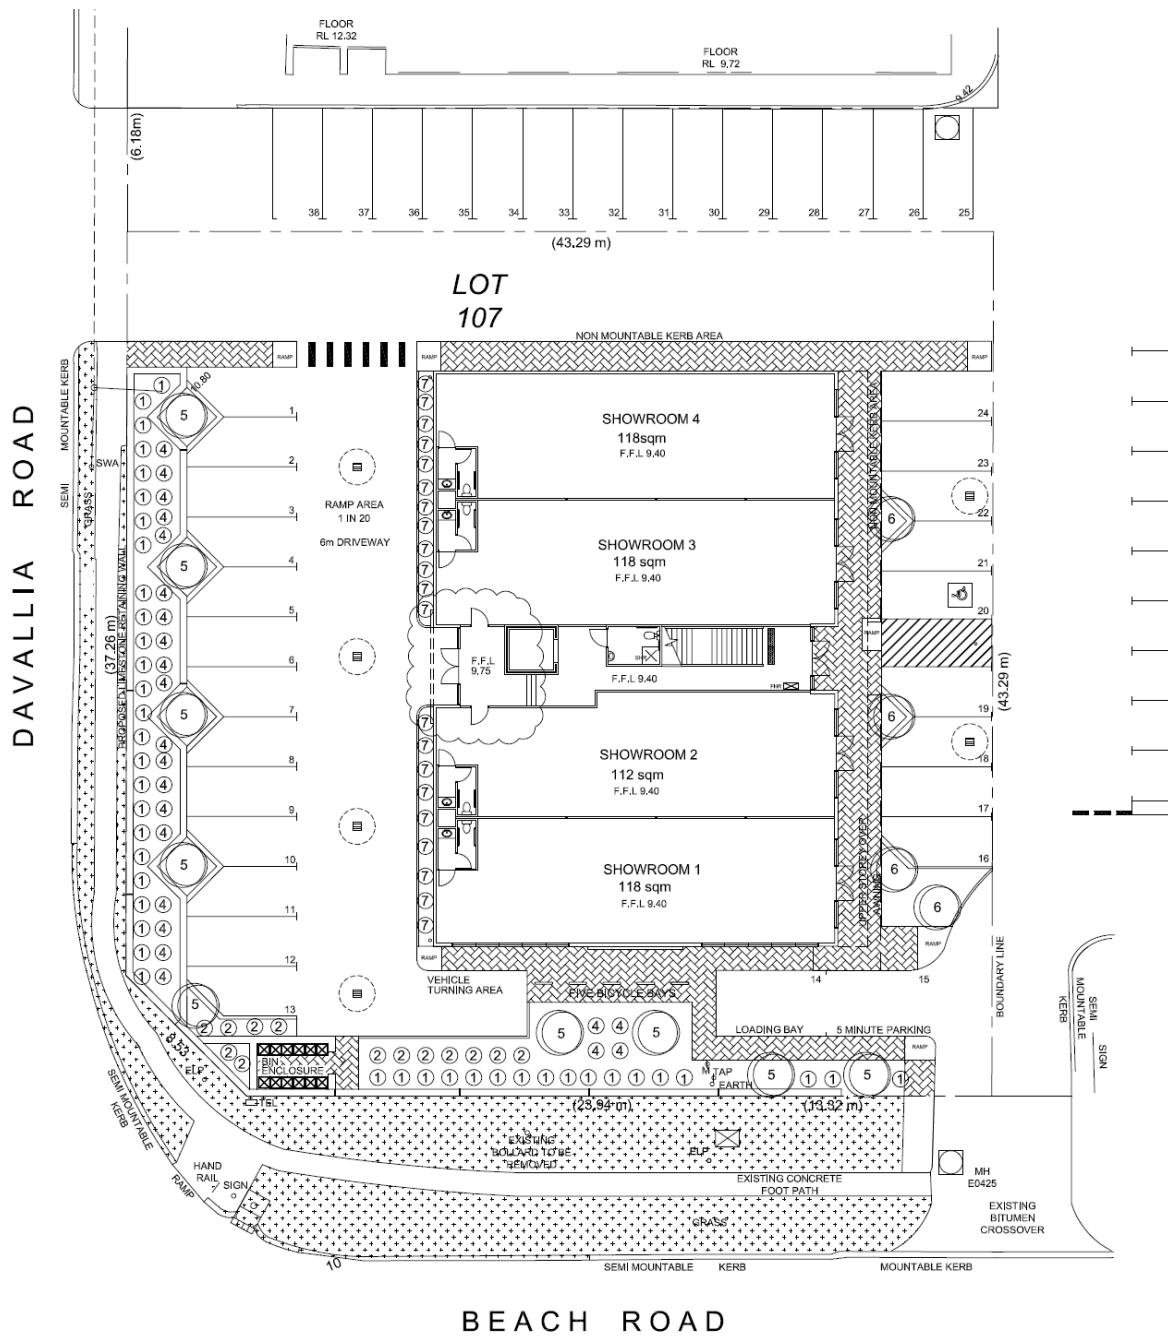 FLOOR
RL 12.32
FLOOR
RL 9.72
9.42
(6.18m)
38 37 36 35 34 33 32 31 30 29 28 27 26 25
(43.29 m)
LOT
107
NON MOUNTABLE KERB AREA
RAMP
RAMP
RAMP
DAVALLIA ROAD
SEMI MOUNTABLE KERB
GRASS
SWA
10.80
PROPOSED LIMESTONE RETAINING WALL
(37.26 m)
1
2
3
4
5
6
7
8
9
10
11
12
13
RAMP AREA
1 IN 20
6m DRIVEWAY
SHOWROOM 4
118sqm
F.F.L 9.40
SHOWROOM 3
118 sqm
F.F.L 9.40
F.F.L
9.75
SHR
F.F.L 9.40
FHR
SHOWROOM 2
112 sqm
F.F.L 9.40
SHOWROOM 1
118 sqm
F.F.L 9.40
NON MOUNTABLE KERB AREA
UPPER STOREY OVER
AWNING
24
23
22
21
20
RAMP
19
18
17
16
(43.29 m)
BOUNDARY LINE
RAMP
RAMP
14
15
VEHICLE
TURNING AREA
FIVE BICYCLE BAYS
LOADING BAY
5 MINUTE PARKING
RAMP
SEMI
MOUNTABLE
KERB
SIGN
8.53
ELP
BIN
ENCLOSURE
TEL
M
TAP
EARTH
(23.94 m)
(13.32 m)
SEMI MOUNTABLE
KERB
EXISTING
BOLLARD TO BE
REMOVED
ELP
HAND
RAIL
SIGN
RAMP
EXISTING CONCRETE
FOOT PATH
MH
E0425
EXISTING
BITUMEN
CROSSOVER
GRASS
10
SEMI MOUNTABLE KERB
MOUNTABLE KERB
BEACH ROAD